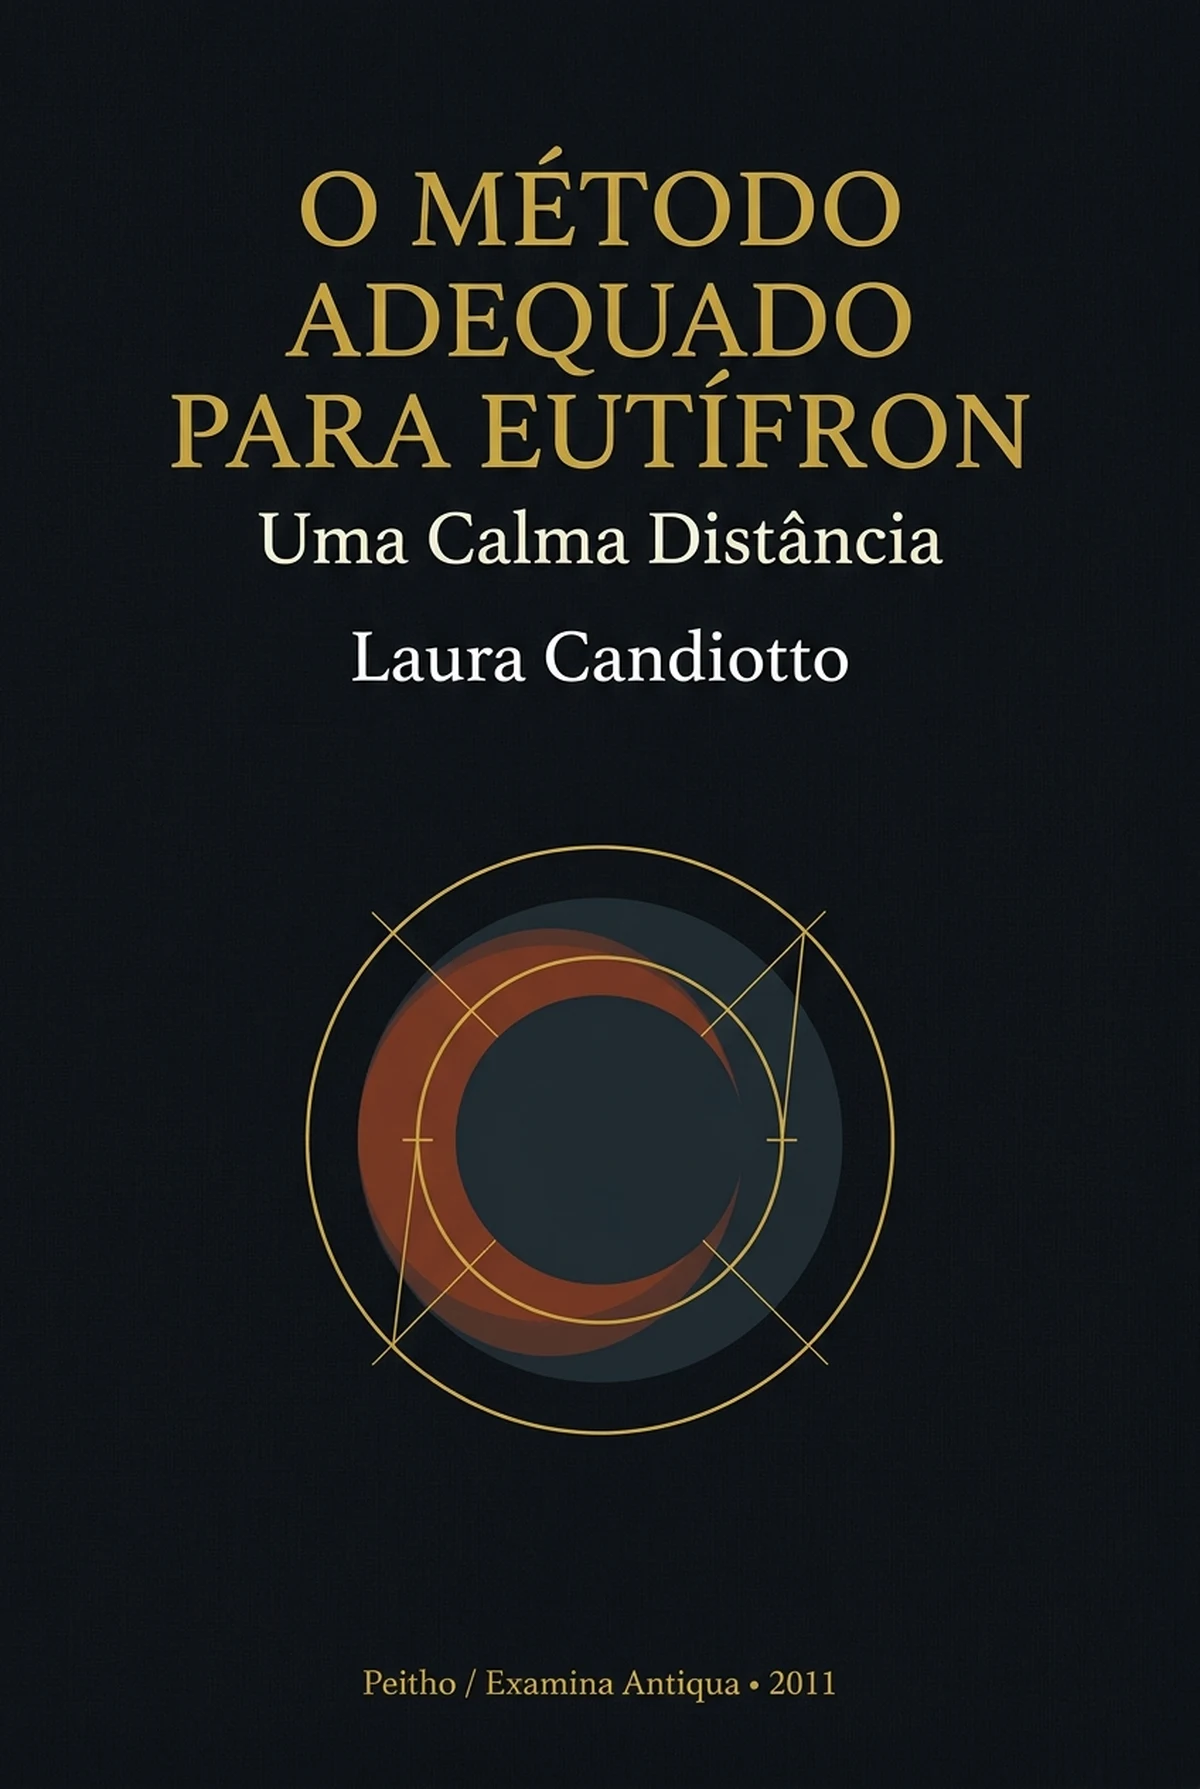 O MÉTODO
ADEQUADO
PARA EUTÍFRON
Uma Calma Distância
Laura Candiotto
Peitho / Examina Antiqua • 2011